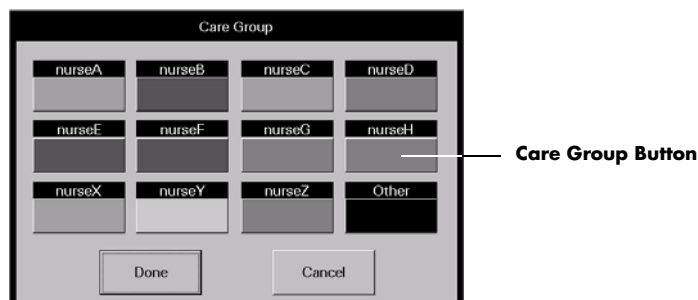 Care Group
nurseA nurseB nurseC nurseD
nurseE nurseF nurseG nurseH
Care Group Button
nurseX nurseY nurseZ Other
Done Cancel